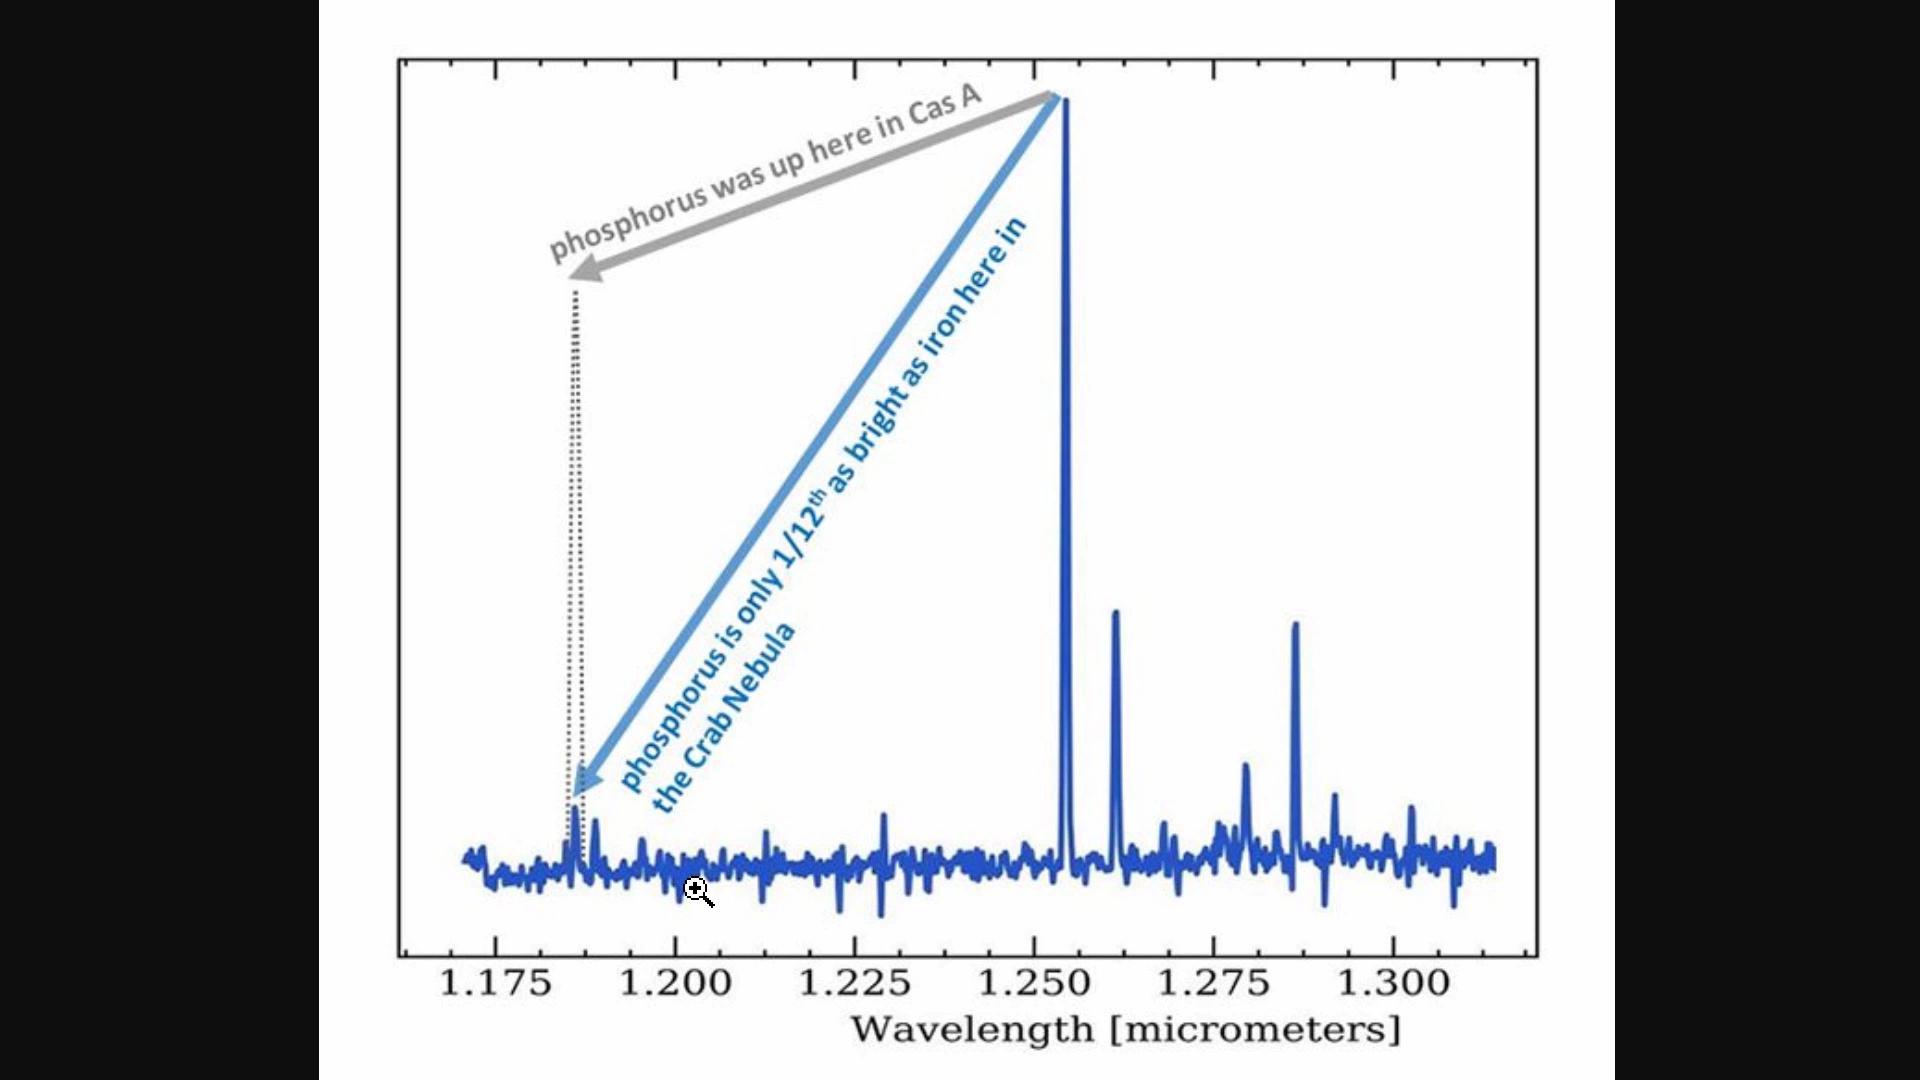 phosphorus was up here in Cas A
phosphorus is only 1/12th as bright as iron here in
the Crab Nebula
1.175 1.200 1.225 1.250 1.275 1.300
Wavelength [micrometers]